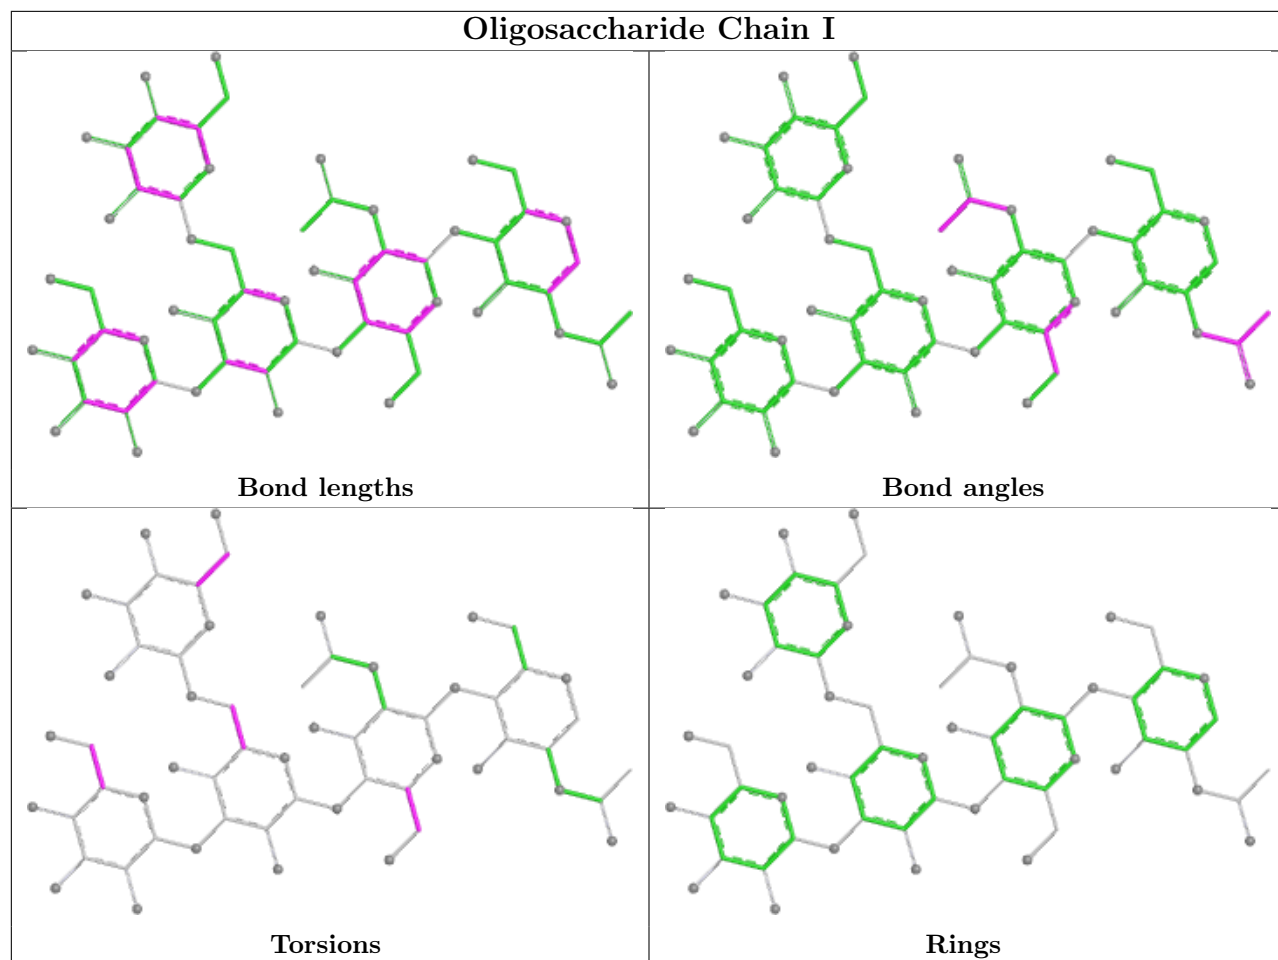 Oligosaccharide Chain I
Bond lengths
Bond angles
Torsions
Rings